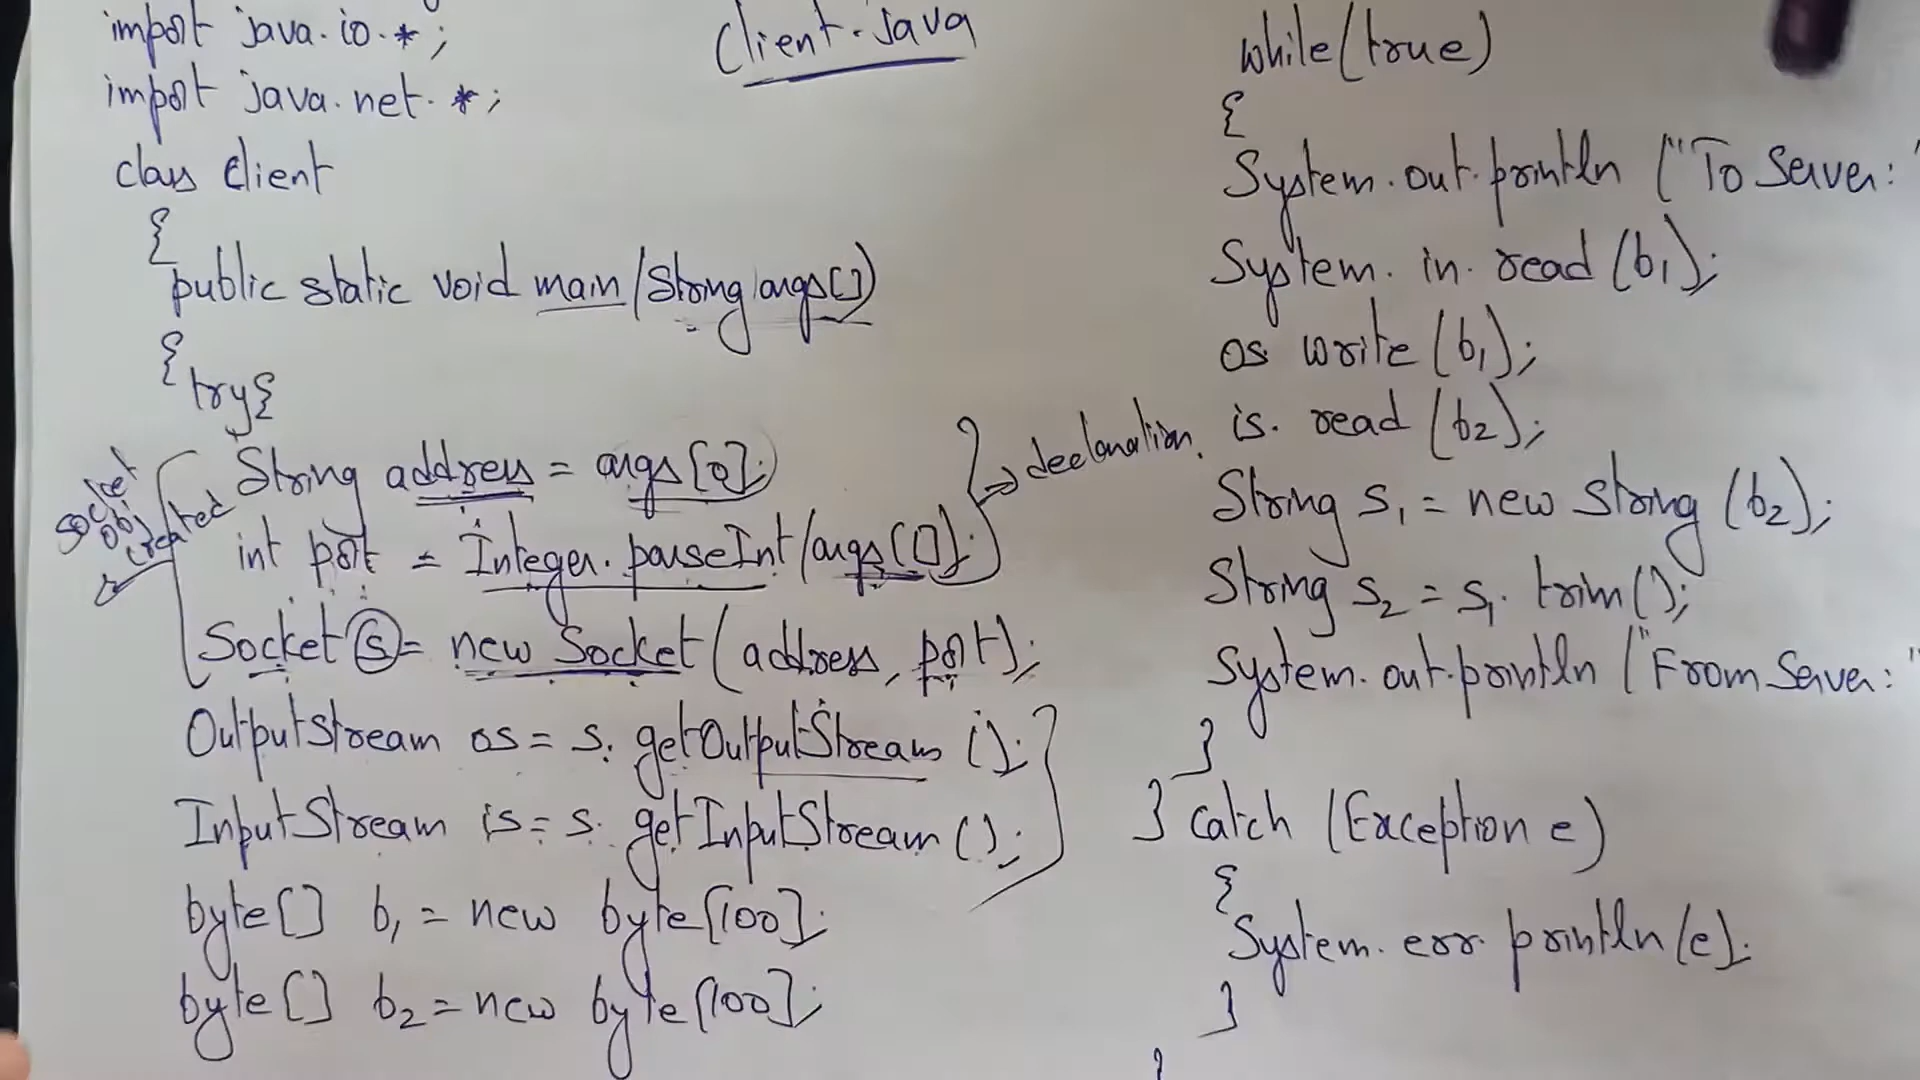 import java.io.*;
import java.net.*;
class client
{
public static void main(String args[])
{
try{
String address = args[0];
int port = Integer.parseInt(args[1]);
Socket s = new Socket(address, port);
OutputStream os = s.getOutputStream();
InputStream is = s.getInputStream();
byte[] b1 = new byte[100];
byte[] b2 = new byte[100];
socket
obj
created
declaration.
Client.java
while(true)
{
System.out.println("To Server:"
System.in.read(b1);
os write(b1);
is.read(b2);
String s1 = new String(b2);
String s2 = s1.trim();
System.out.println("From Server:"
}
} catch (Exception e)
{
System.err.println(e);
}
}